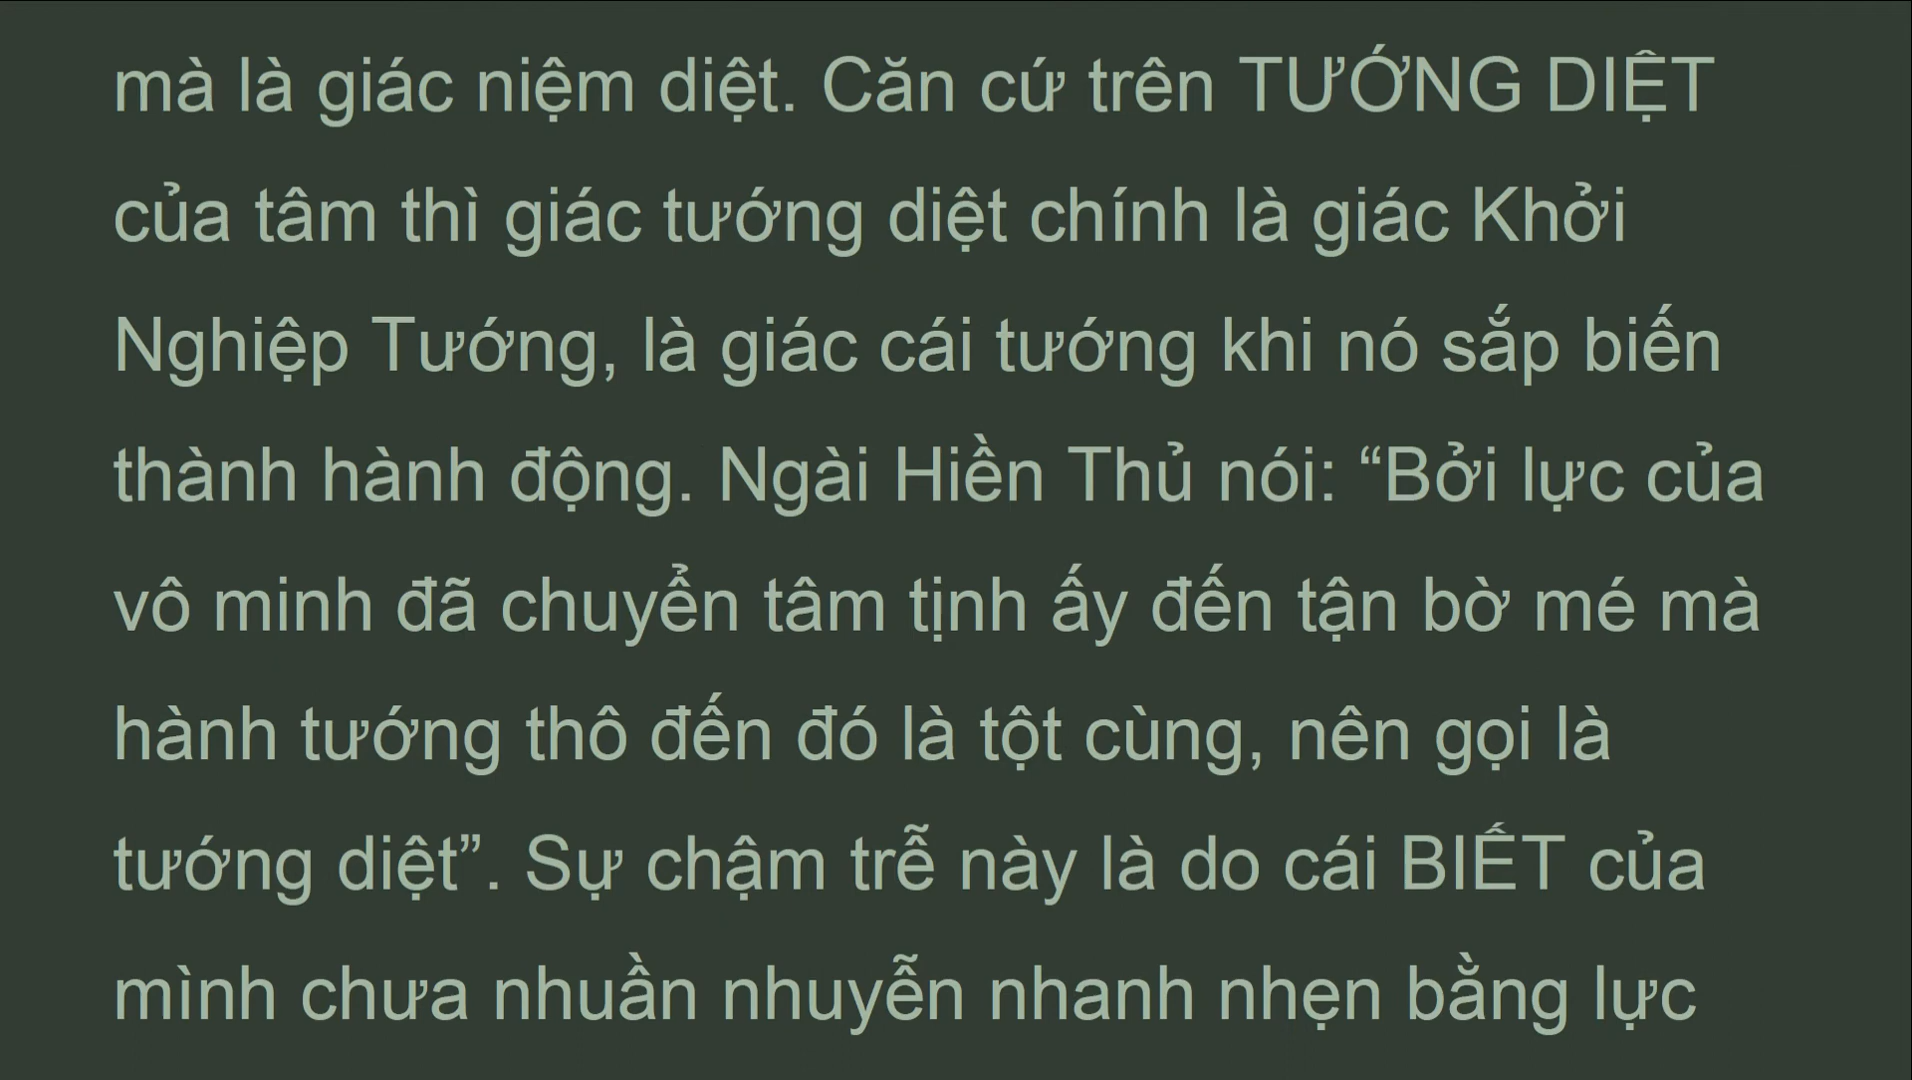 mà là giác niệm diệt. Căn cứ trên TƯỚNG DIỆT
của tâm thì giác tướng diệt chính là giác Khởi
Nghiệp Tướng, là giác cái tướng khi nó sắp biến
thành hành động. Ngài Hiền Thủ nói: “Bởi lực của
vô minh đã chuyển tâm tịnh ấy đến tận bờ mé mà
hành tướng thô đến đó là tột cùng, nên gọi là
tướng diệt”. Sự chậm trễ này là do cái BIẾT của
mình chưa nhuần nhuyễn nhanh nhẹn bằng lực